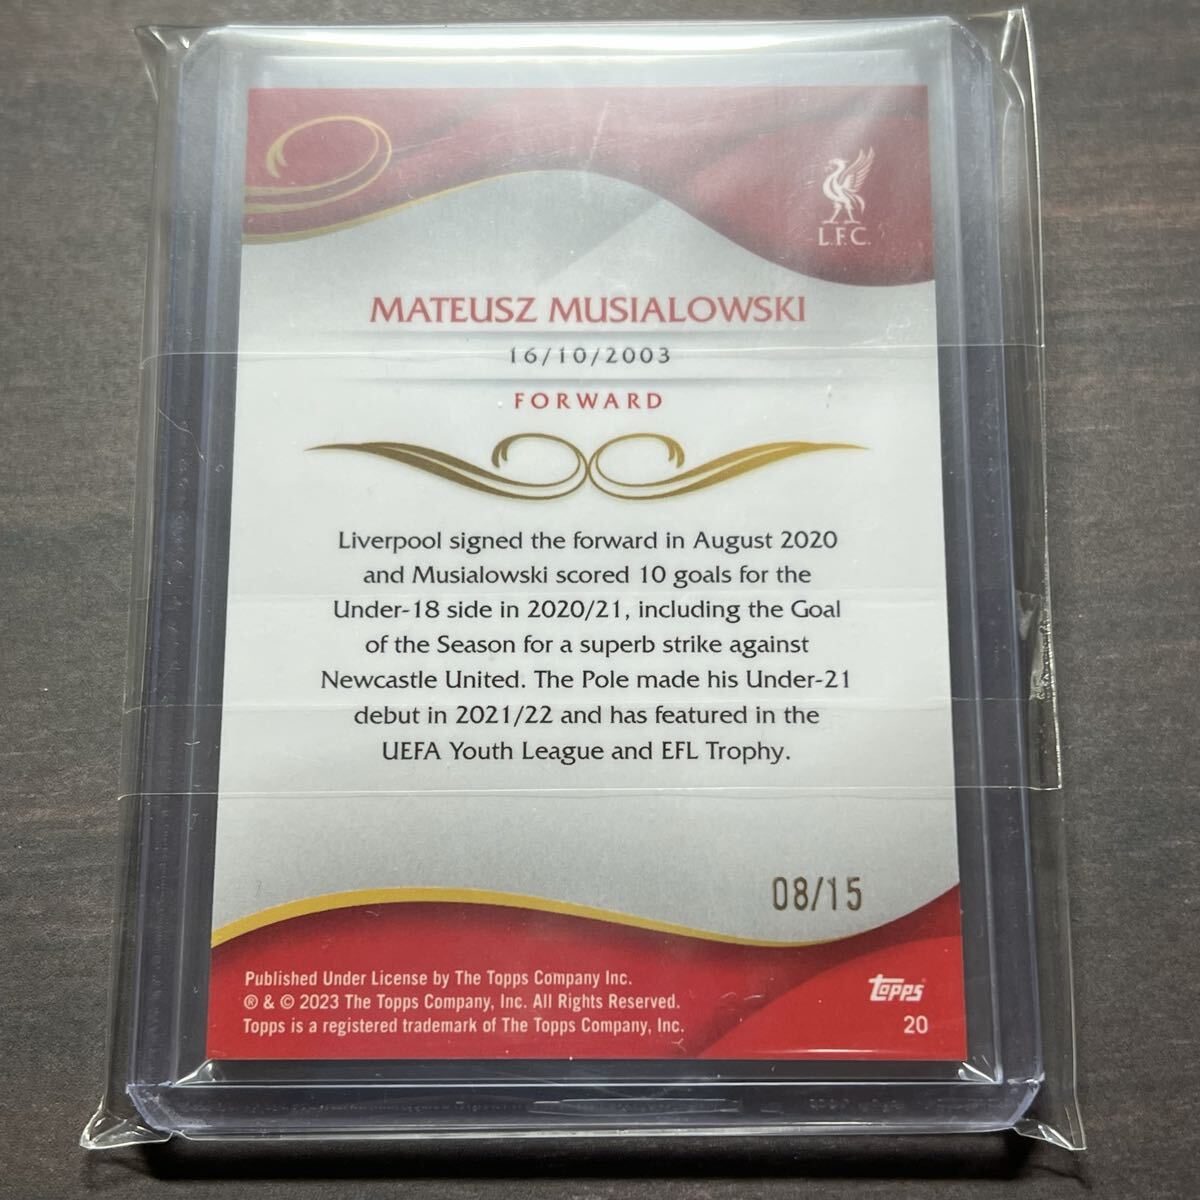 L.F.C.
MATEUSZ MUSIALOWSKI
16/10/2003
FORWARD
Liverpool signed the forward in August 2020
and Musialowski scored 10 goals for the
Under-18 side in 2020/21, including the Goal
of the Season for a superb strike against
Newcastle United. The Pole made his Under-21
debut in 2021/22 and has featured in the
UEFA Youth League and EFL Trophy.
08/15
Published Under License by The Topps Company Inc.
® & © 2023 The Topps Company, Inc. All Rights Reserved.
Topps is a registered trademark of The Topps Company, Inc.
topps
20